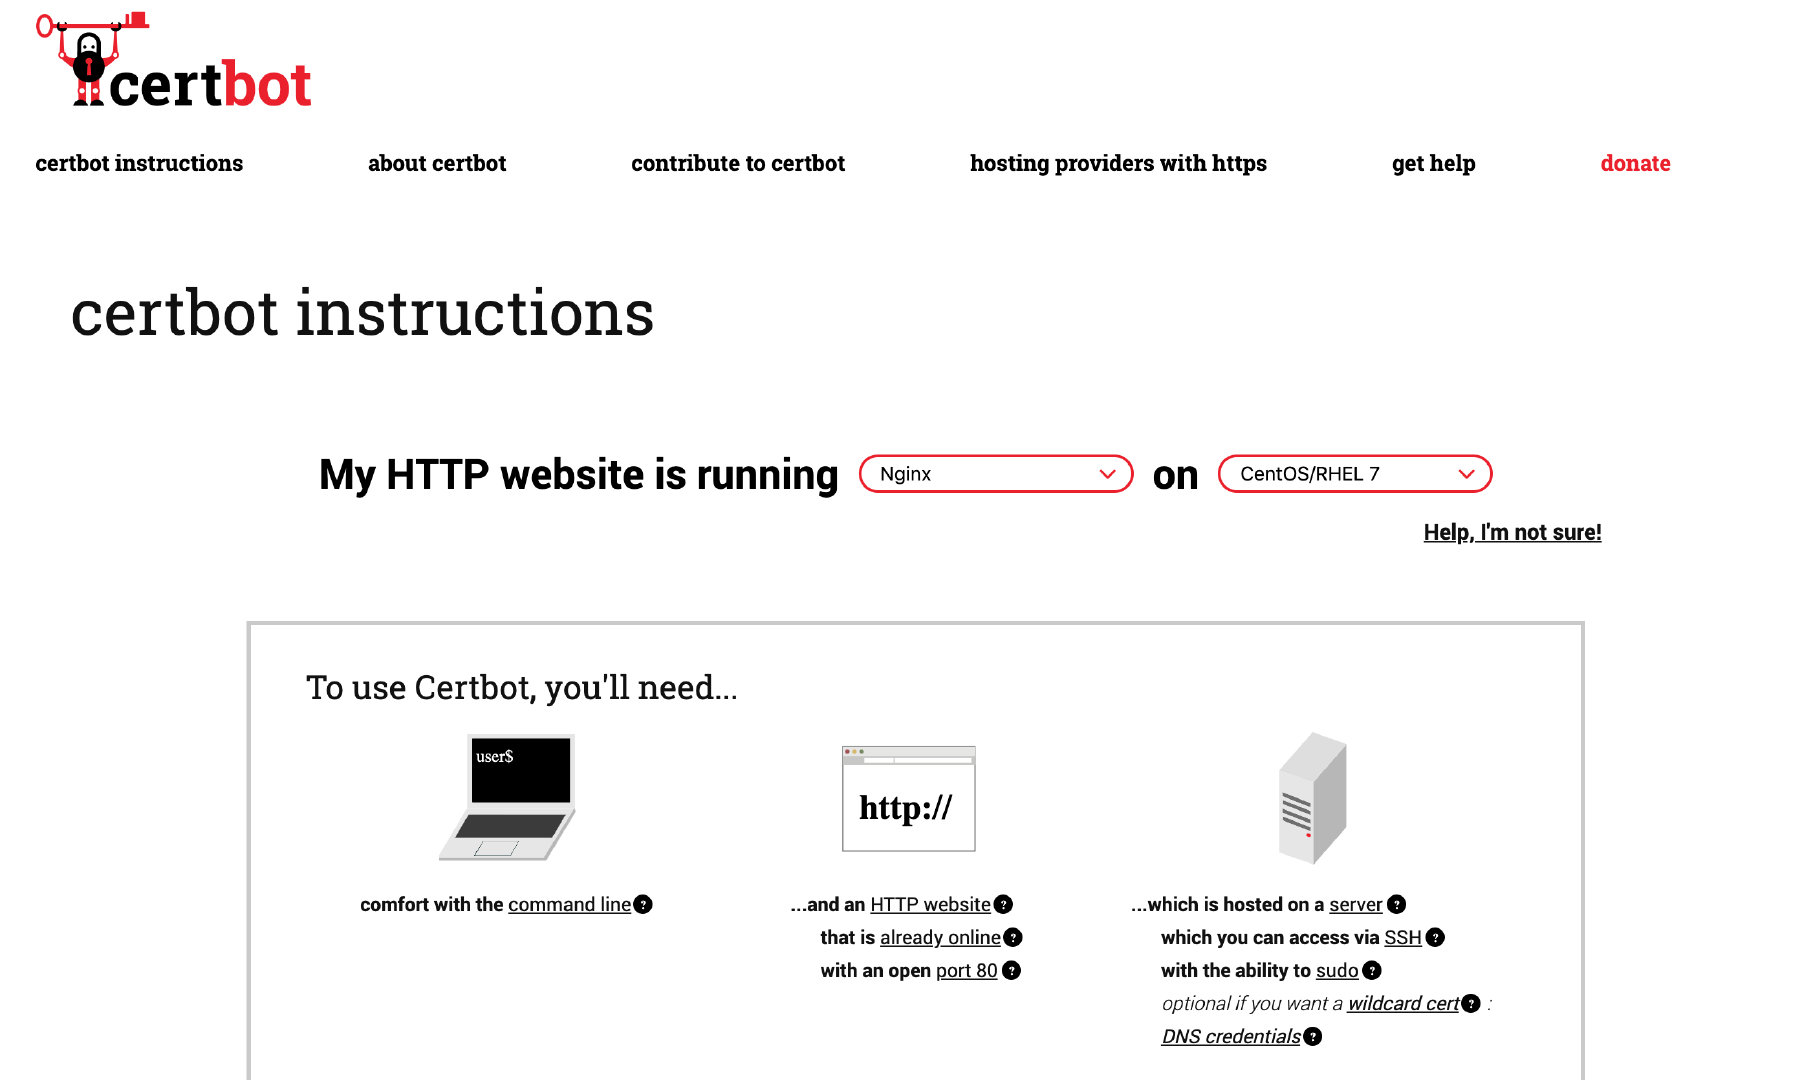 certbot
certbot instructions about certbot contribute to certbot hosting providers with https get help donate
certbot instructions
My HTTP website is running Nginx on CentOS/RHEL 7
Help, I'm not sure!
To use Certbot, you'll need...
user$
http://
comfort with the command line ?
...and an HTTP website ?
that is already online ?
with an open port 80 ?
...which is hosted on a server ?
which you can access via SSH ?
with the ability to sudo ?
optional if you want a wildcard cert ? :
DNS credentials ?